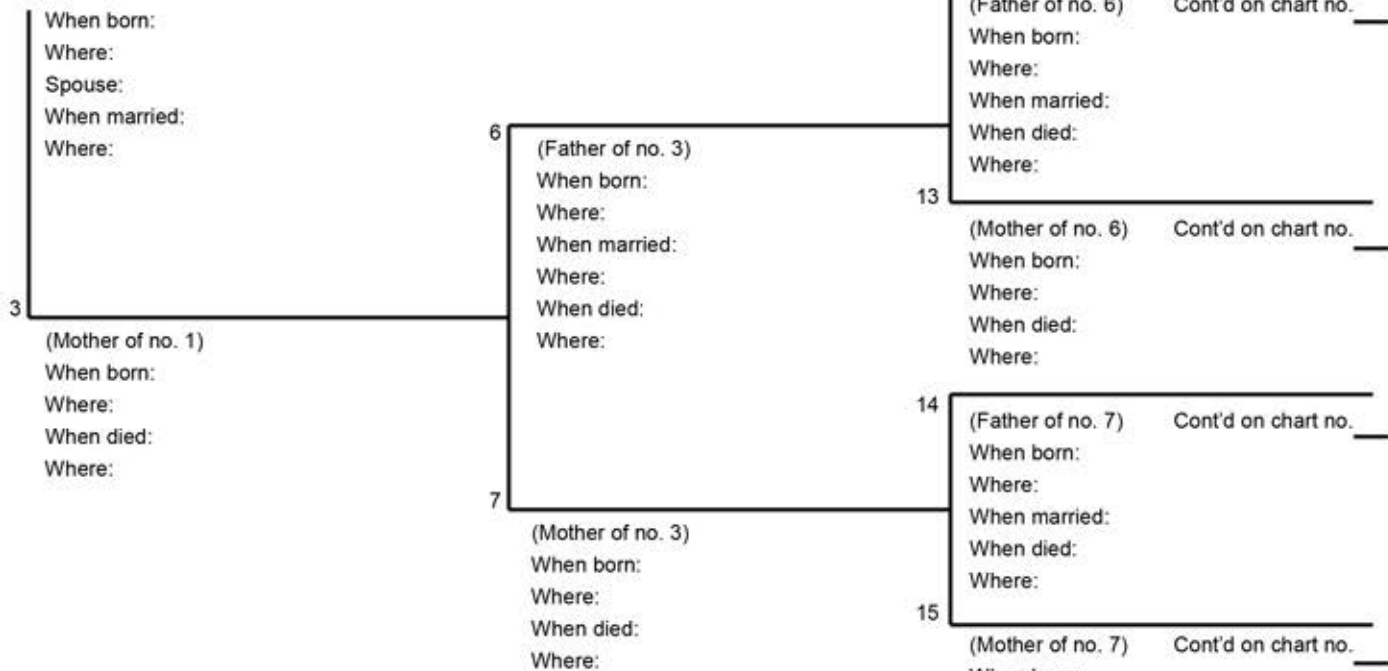 When born:
Where:
Spouse:
When married:
Where:
3
(Mother of no. 1)
When born:
Where:
When died:
Where:
6
(Father of no. 3)
When born:
Where:
When married:
Where:
When died:
Where:
7
(Mother of no. 3)
When born:
Where:
When died:
Where:
(Father of no. 6) Cont'd on chart no.
When born:
Where:
When married:
When died:
Where:
13
(Mother of no. 6) Cont'd on chart no.
When born:
Where:
When died:
Where:
14
(Father of no. 7) Cont'd on chart no.
When born:
Where:
When married:
When died:
Where:
15
(Mother of no. 7) Cont'd on chart no.